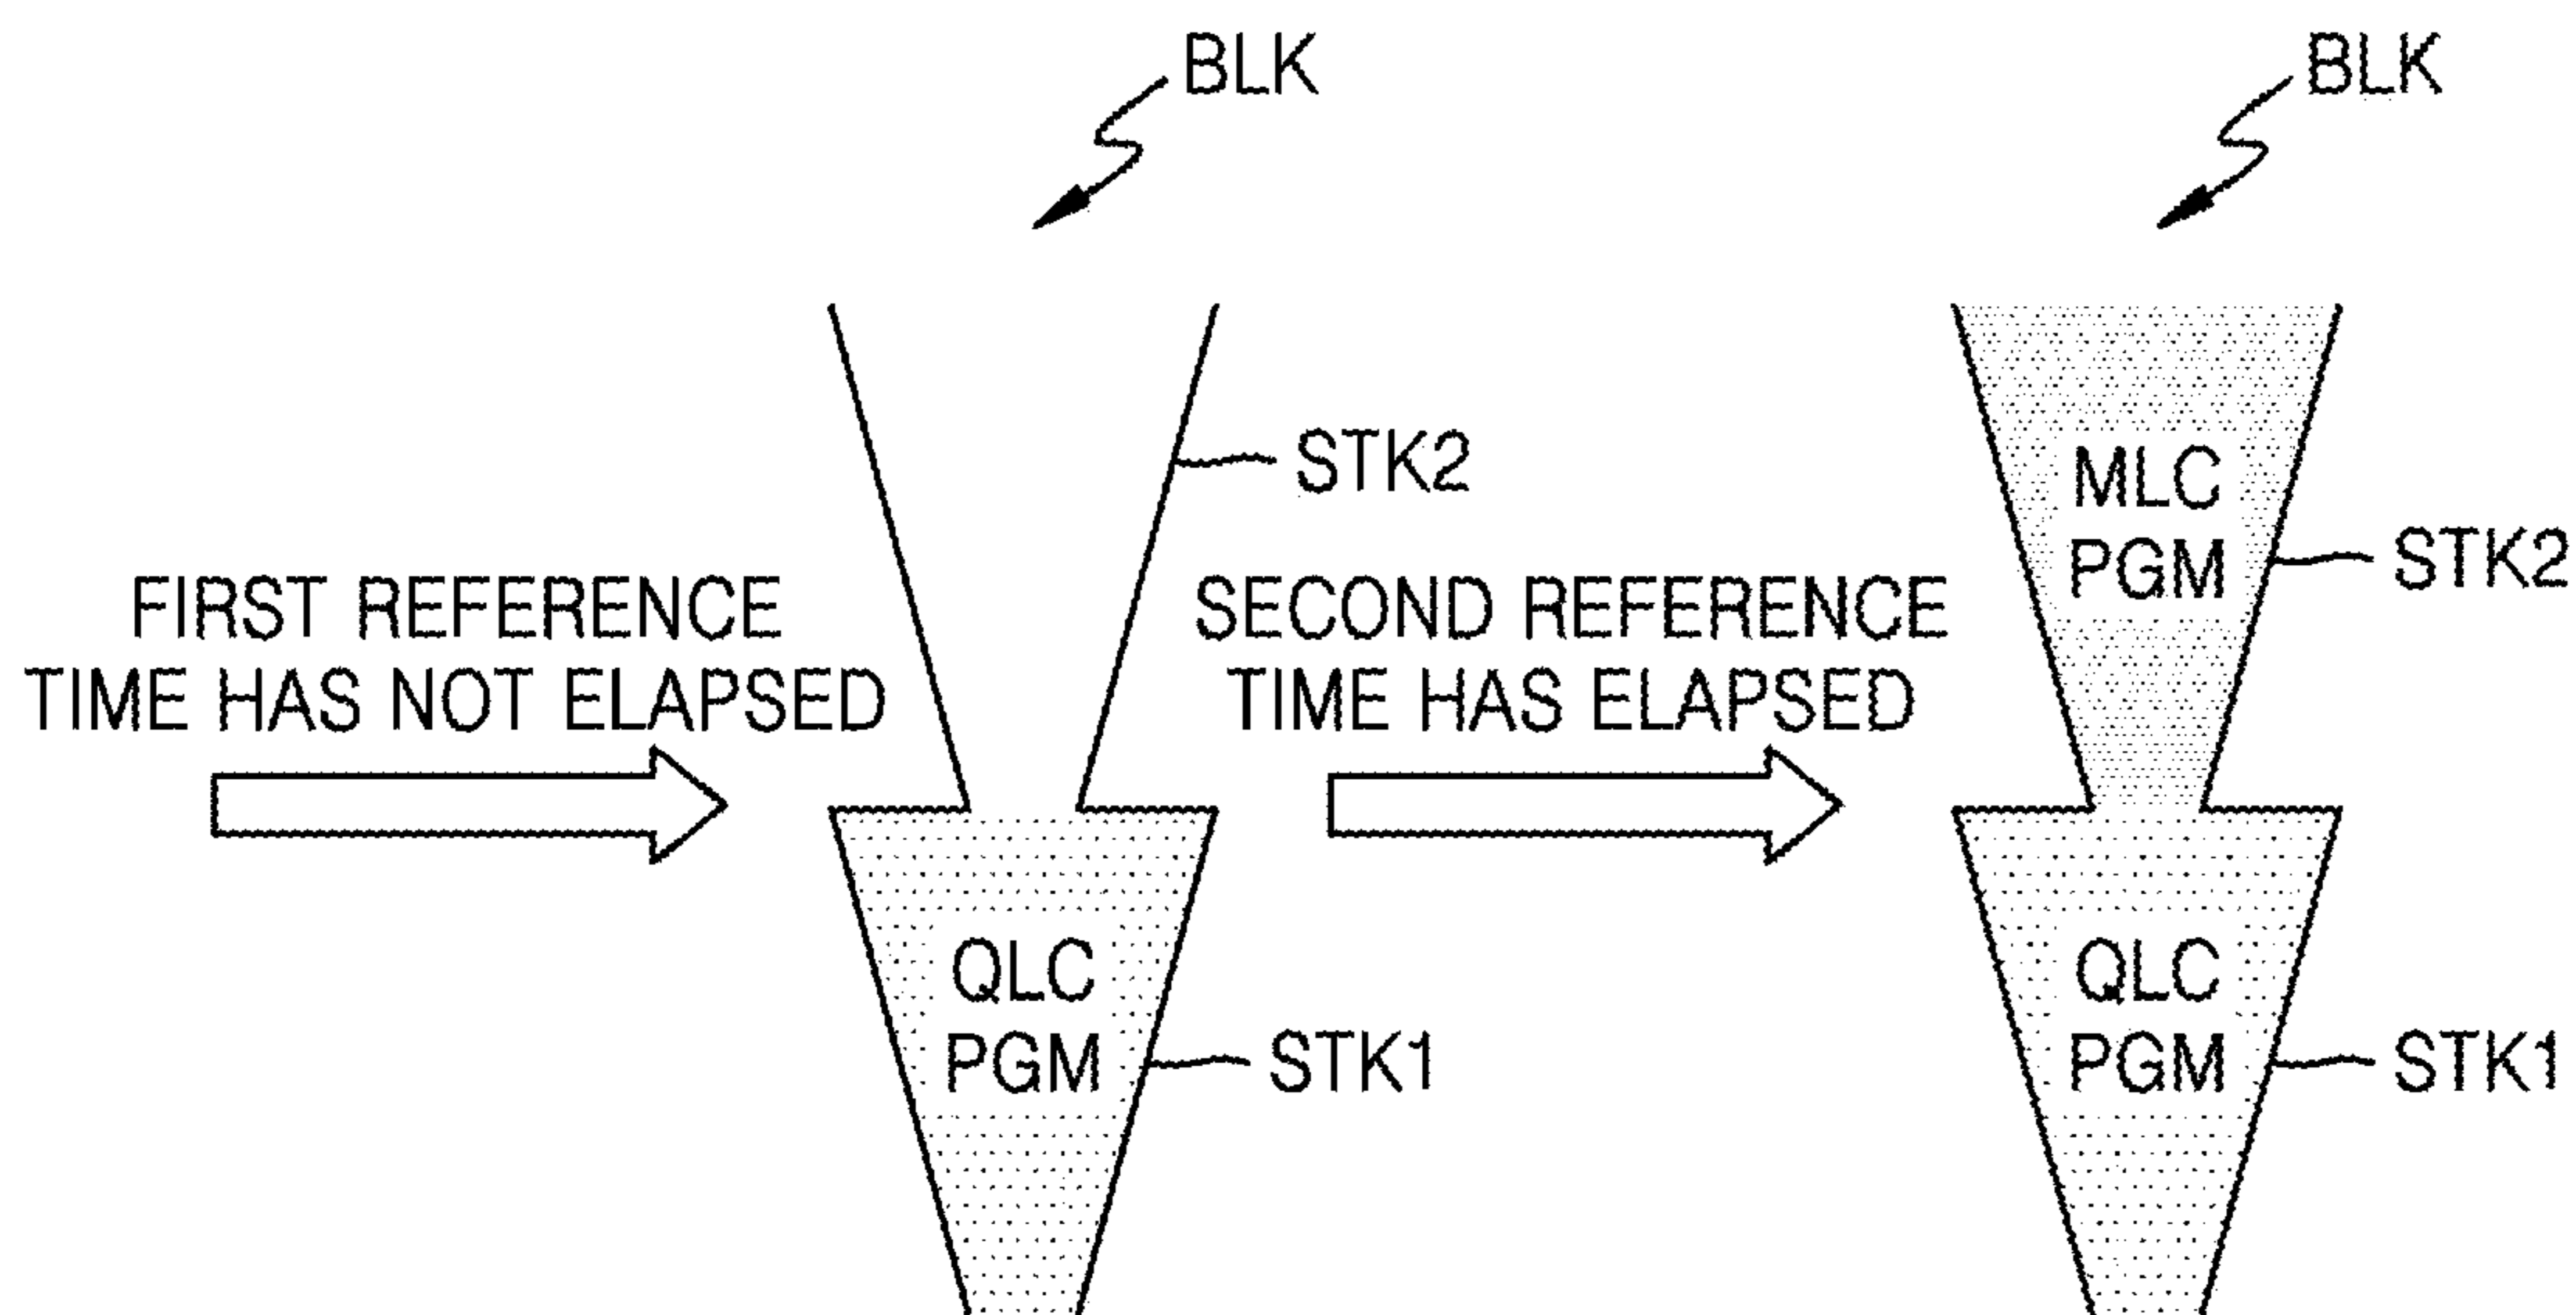 BLK
BLK
STK2
MLC
PGM
STK2
FIRST REFERENCE
TIME HAS NOT ELAPSED
SECOND REFERENCE
TIME HAS ELAPSED
QLC
PGM
STK1
QLC
PGM
STK1